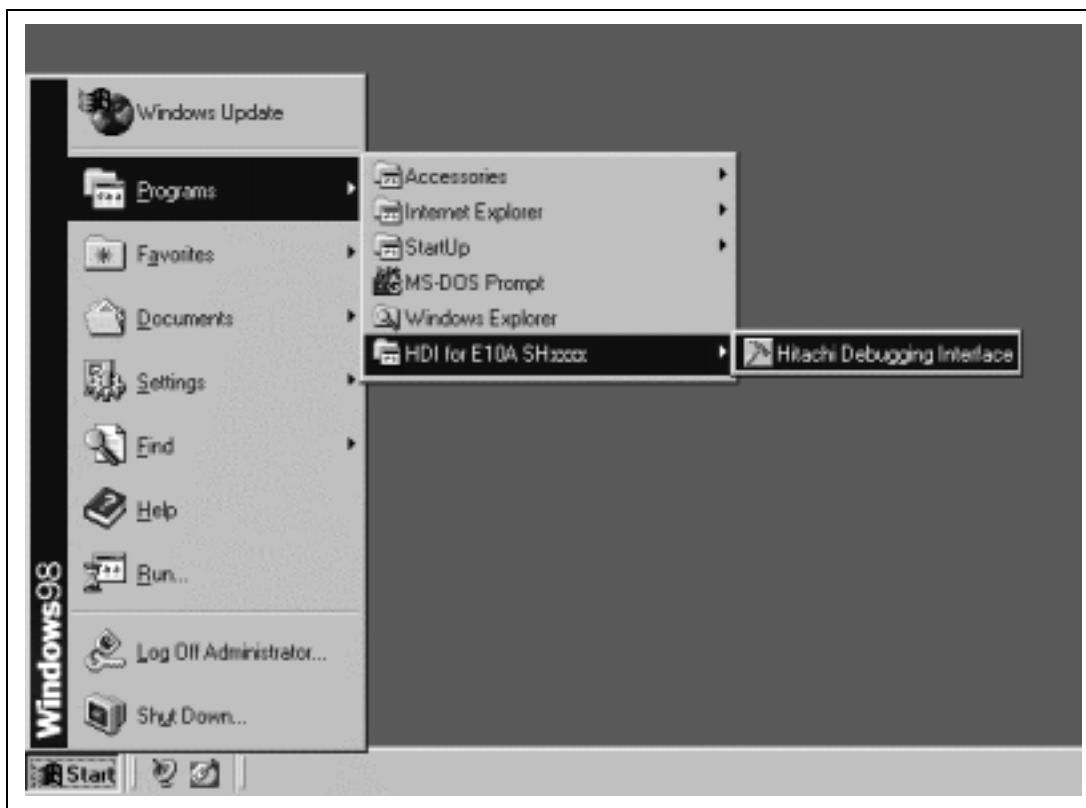 Windows Update
Programs
Favorites
Documents
Settings
Find
Help
Run...
Log Off Administrator...
Shut Down...
Windows98
Accessories
Internet Explorer
StartUp
MS-DOS Prompt
Windows Explorer
HDI for E10A SHxxxx
Hitachi Debugging Interface
Start